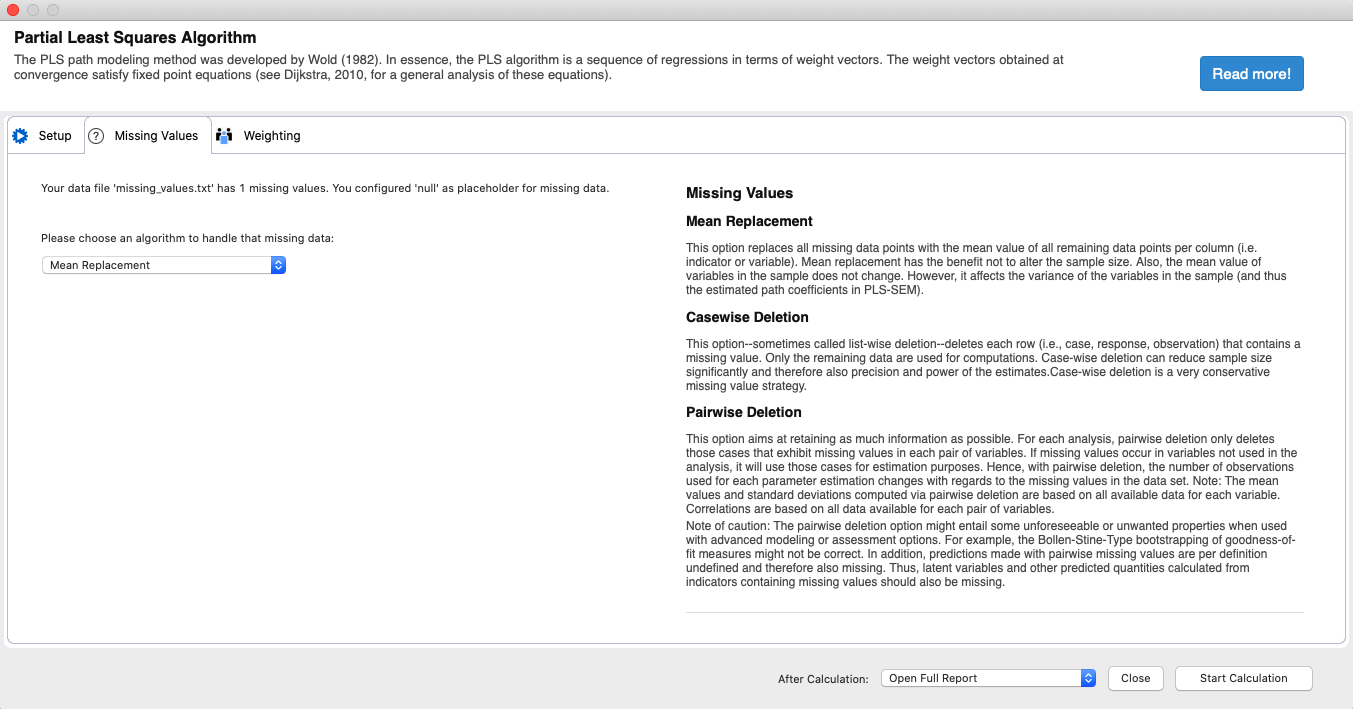 Partial Least Squares Algorithm
The PLS path modeling method was developed by Wold (1982). In essence, the PLS algorithm is a sequence of regressions in terms of weight vectors. The weight vectors obtained at
convergence satisfy fixed point equations (see Dijkstra, 2010, for a general analysis of these equations).
Read more!
Setup
Missing Values
Weighting
Your data file 'missing_values.txt' has 1 missing values. You configured 'null' as placeholder for missing data.
Please choose an algorithm to handle that missing data:
Mean Replacement
Missing Values
Mean Replacement
This option replaces all missing data points with the mean value of all remaining data points per column (i.e.
indicator or variable). Mean replacement has the benefit not to alter the sample size. Also, the mean value of
variables in the sample does not change. However, it affects the variance of the variables in the sample (and thus
the estimated path coefficients in PLS-SEM).
Casewise Deletion
This option--sometimes called list-wise deletion--deletes each row (i.e., case, response, observation) that contains a
missing value. Only the remaining data are used for computations. Case-wise deletion can reduce sample size
significantly and therefore also precision and power of the estimates.Case-wise deletion is a very conservative
missing value strategy.
Pairwise Deletion
This option aims at retaining as much information as possible. For each analysis, pairwise deletion only deletes
those cases that exhibit missing values in each pair of variables. If missing values occur in variables not used in the
analysis, it will use those cases for estimation purposes. Hence, with pairwise deletion, the number of observations
used for each parameter estimation changes with regards to the missing values in the data set. Note: The mean
values and standard deviations computed via pairwise deletion are based on all available data for each variable.
Correlations are based on all data available for each pair of variables.
Note of caution: The pairwise deletion option might entail some unforeseeable or unwanted properties when used
with advanced modeling or assessment options. For example, the Bollen-Stine-Type bootstrapping of goodness-of-
fit measures might not be correct. In addition, predictions made with pairwise missing values are per definition
undefined and therefore also missing. Thus, latent variables and other predicted quantities calculated from
indicators containing missing values should also be missing.
After Calculation:
Open Full Report
Close
Start Calculation